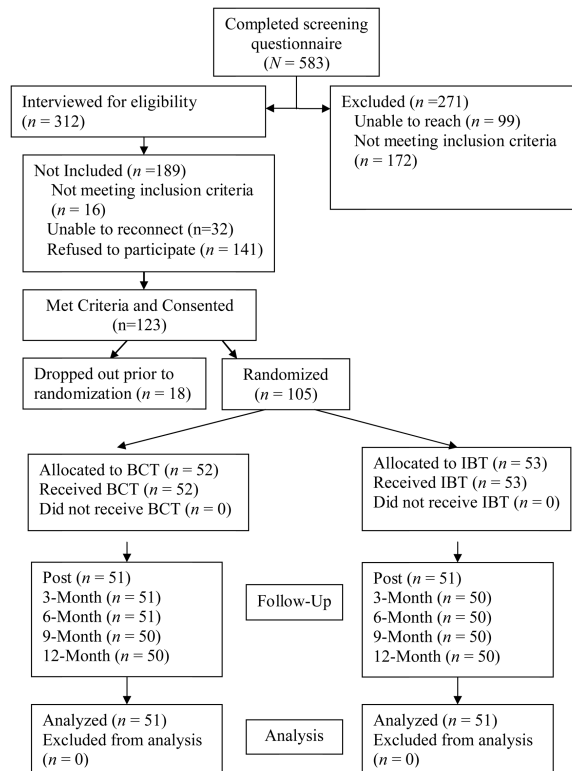 Completed screening
questionnaire
(N = 583)
Interviewed for eligibility
(n = 312)
Excluded (n =271)
Unable to reach (n = 99)
Not meeting inclusion criteria
(n = 172)
Not Included (n =189)
Not meeting inclusion criteria
(n = 16)
Unable to reconnect (n=32)
Refused to participate (n = 141)
Met Criteria and Consented
(n=123)
Dropped out prior to
randomization (n = 18)
Randomized
(n = 105)
Allocated to BCT (n = 52)
Received BCT (n = 52)
Did not receive BCT (n = 0)
Allocated to IBT (n = 53)
Received IBT (n = 53)
Did not receive IBT (n = 0)
Post (n = 51)
3-Month (n = 51)
6-Month (n = 51)
9-Month (n = 50)
12-Month (n = 50)
Follow-Up
Post (n = 51)
3-Month (n = 50)
6-Month (n = 50)
9-Month (n = 50)
12-Month (n = 50)
Analyzed (n = 51)
Excluded from analysis
(n = 0)
Analysis
Analyzed (n = 51)
Excluded from analysis
(n = 0)